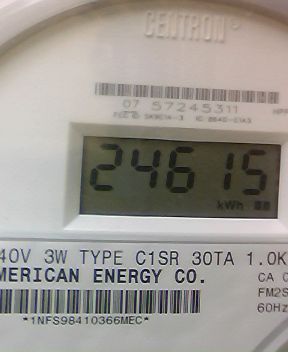 CENTRON®
07 57245311
24615
kWh
40V 3W TYPE C1SR 30TA 1.0K
MERICAN ENERGY CO.
CA
FM2S
60Hz
*1NFS98410366MEC*